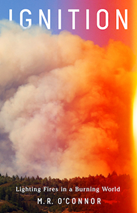 IGNITION
Lighting Fires in a Burning World
M.R. O'CONNOR